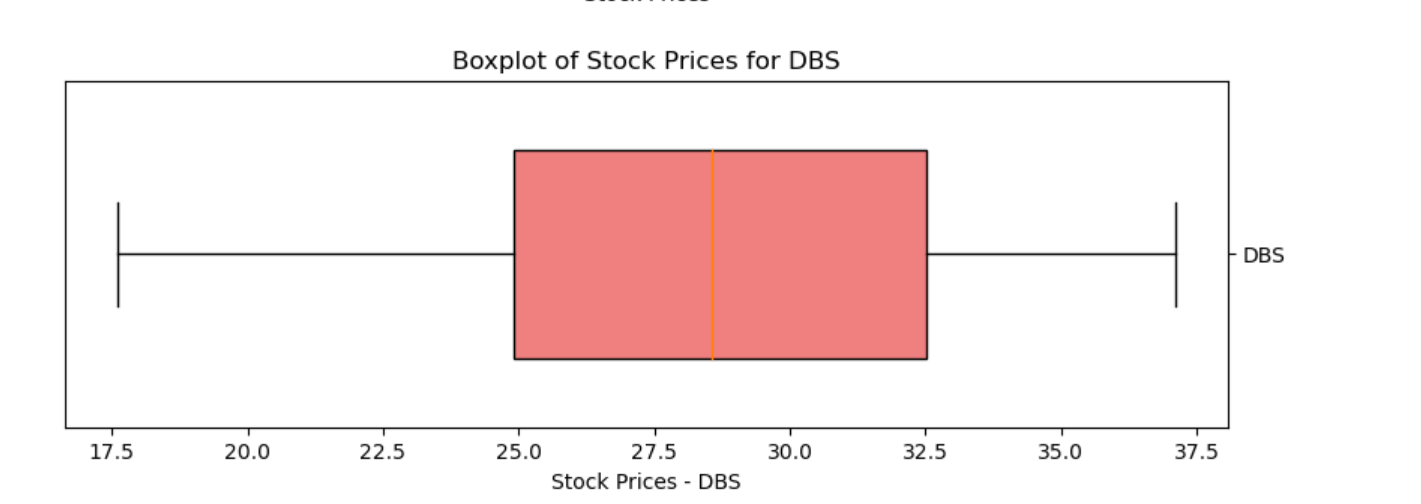 Boxplot of Stock Prices for DBS
DBS
17.5 20.0 22.5 25.0 27.5 30.0 32.5 35.0 37.5
Stock Prices - DBS